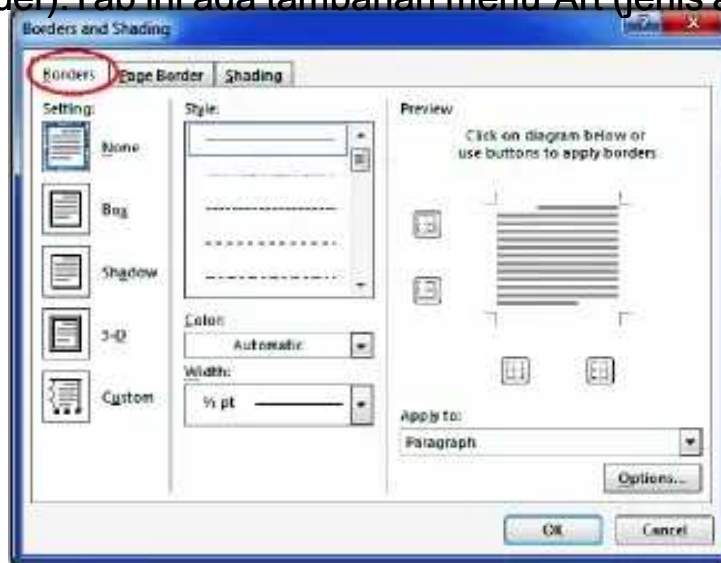 der).Tab ini ada tambahan menu Art (jenis a
Borders and Shading
Borders Page Border Shading
Setting:
None
Box
Shadow
3-D
Custom
Style:
Color:
Automatic
Width:
½ pt
Preview
Click on diagram below or
use buttons to apply borders
Apply to:
Paragraph
Options...
OK Cancel